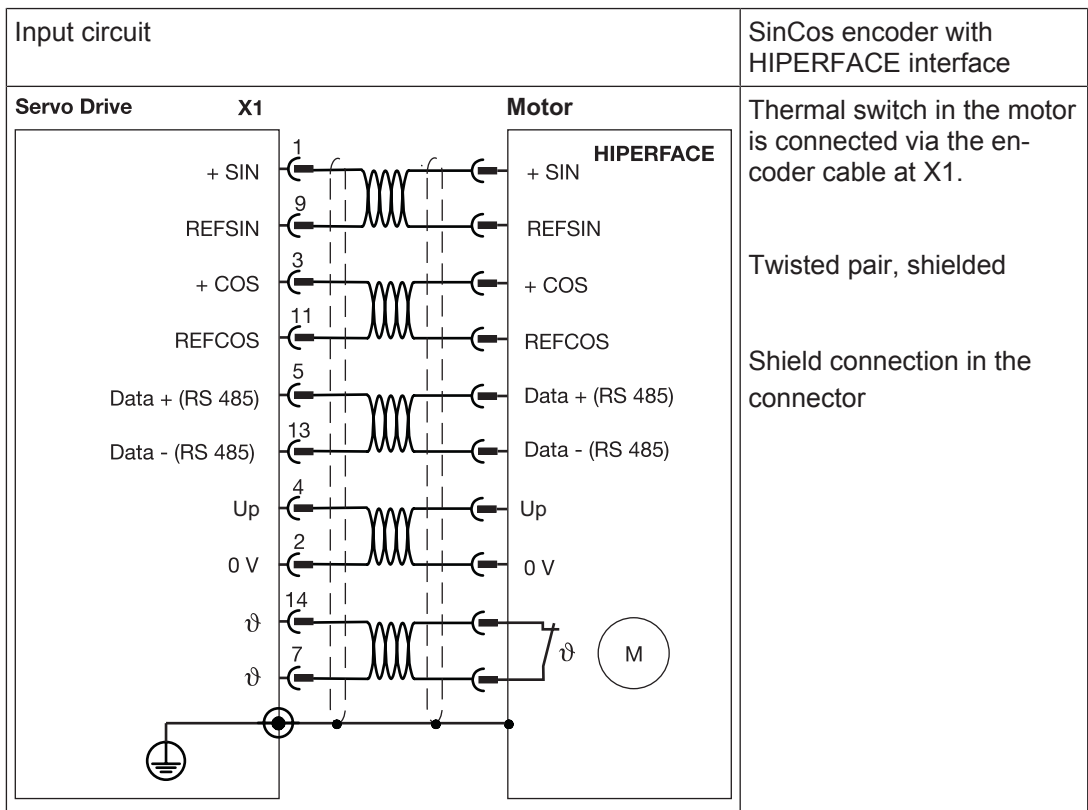 Input circuit
SinCos encoder with
HIPERFACE interface
Servo Drive X1 Motor
Thermal switch in the motor
is connected via the en-
coder cable at X1.
Twisted pair, shielded
Shield connection in the
connector
HIPERFACE
+ SIN 1 + SIN
REFSIN 9 REFSIN
+ COS 3 + COS
REFCOS 11 REFCOS
Data + (RS 485) 5 Data + (RS 485)
Data - (RS 485) 13 Data - (RS 485)
Up 4 Up
0 V 2 0 V
ϑ 14
ϑ 7 ϑ M